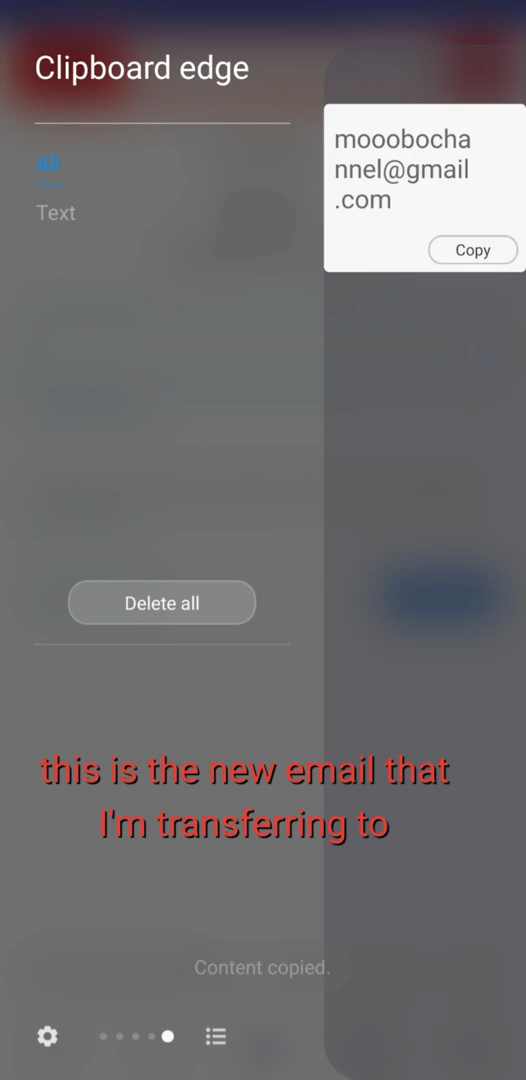 Clipboard edge
All
Text
mooobocha
nnel@gmail
.com
Copy
Delete all
this is the new email that
I'm transferring to
Content copied.